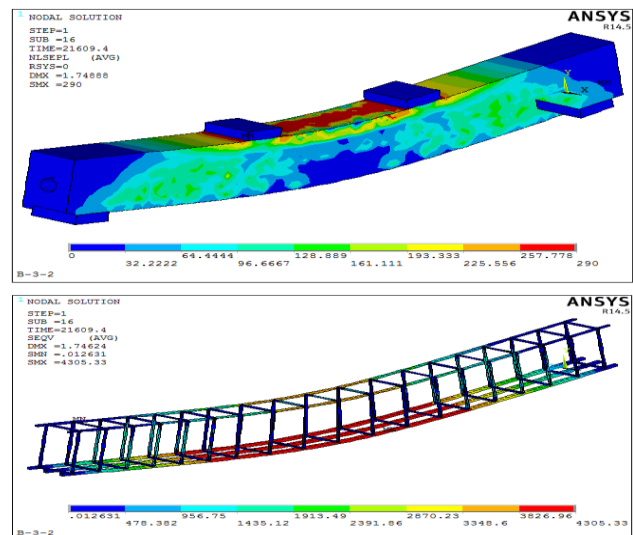 1
NODAL SOLUTION
ANSYS
R14.5
STEP=1
SUB =16
TIME=21609.4
NLSEPL (AVG)
RSYS=0
DMX =1.74888
SMX =290
Y
X
0
32.2222
64.4444
96.6667
128.889
161.111
193.333
225.556
257.778
290
B-3-2
1
NODAL SOLUTION
ANSYS
R14.5
STEP=1
SUB =16
TIME=21609.4
SEQV (AVG)
DMX =1.74624
SMN =.012631
SMX =4305.33
MN
.012631
478.382
956.75
1435.12
1913.49
2391.86
2870.23
3348.6
3826.96
4305.33
B-3-2